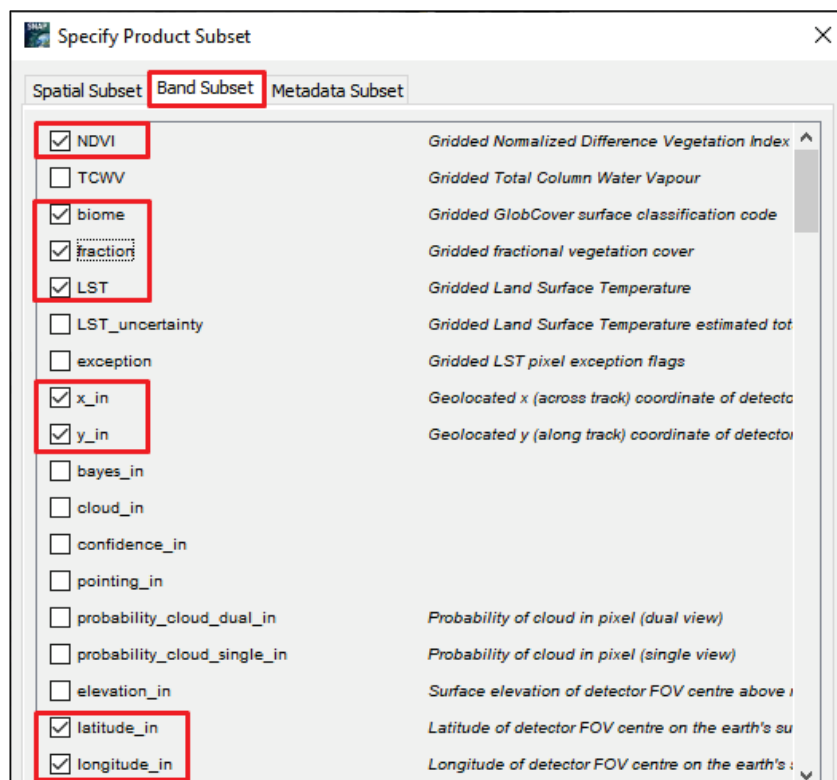 SNAP
Specify Product Subset
Spatial Subset Band Subset Metadata Subset
NDVI Gridded Normalized Difference Vegetation Index
TCWV Gridded Total Column Water Vapour
biome Gridded GlobCover surface classification code
fraction Gridded fractional vegetation cover
LST Gridded Land Surface Temperature
LST_uncertainty Gridded Land Surface Temperature estimated tot
exception Gridded LST pixel exception flags
x_in Geolocated x (across track) coordinate of detecto
y_in Geolocated y (along track) coordinate of detector
bayes_in
cloud_in
confidence_in
pointing_in
probability_cloud_dual_in Probability of cloud in pixel (dual view)
probability_cloud_single_in Probability of cloud in pixel (single view)
elevation_in Surface elevation of detector FOV centre above
latitude_in Latitude of detector FOV centre on the earth's su
longitude_in Longitude of detector FOV centre on the earth's